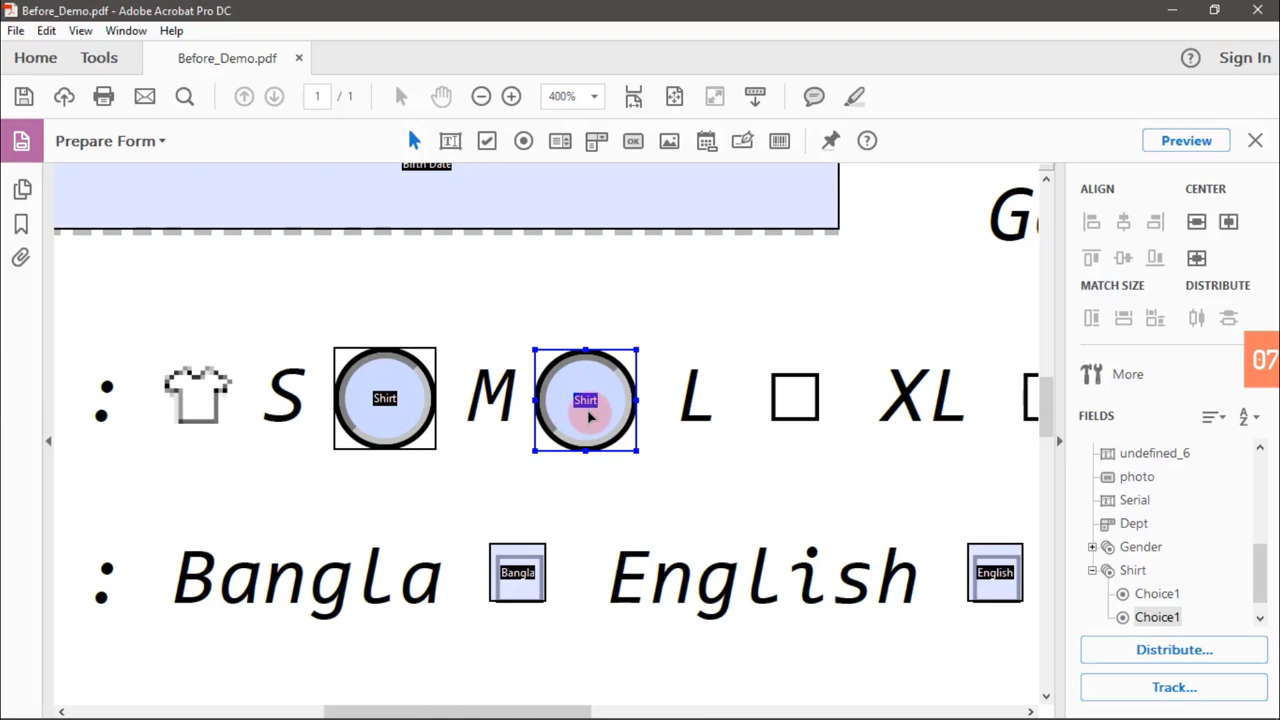 Before_Demo.pdf - Adobe Acrobat Pro DC
File Edit View Window Help
Home Tools Before_Demo.pdf × ? Sign In
1 / 1 400%
Prepare Form OK ? Preview
Birth Date
G
: S Shirt M Shirt L XL
: Bangla Bangla English English
ALIGN CENTER
MATCH SIZE DISTRIBUTE
07
More
FIELDS
undefined_6
photo
Serial
Dept
Gender
Shirt
Choice1
Choice1
Distribute...
Track...